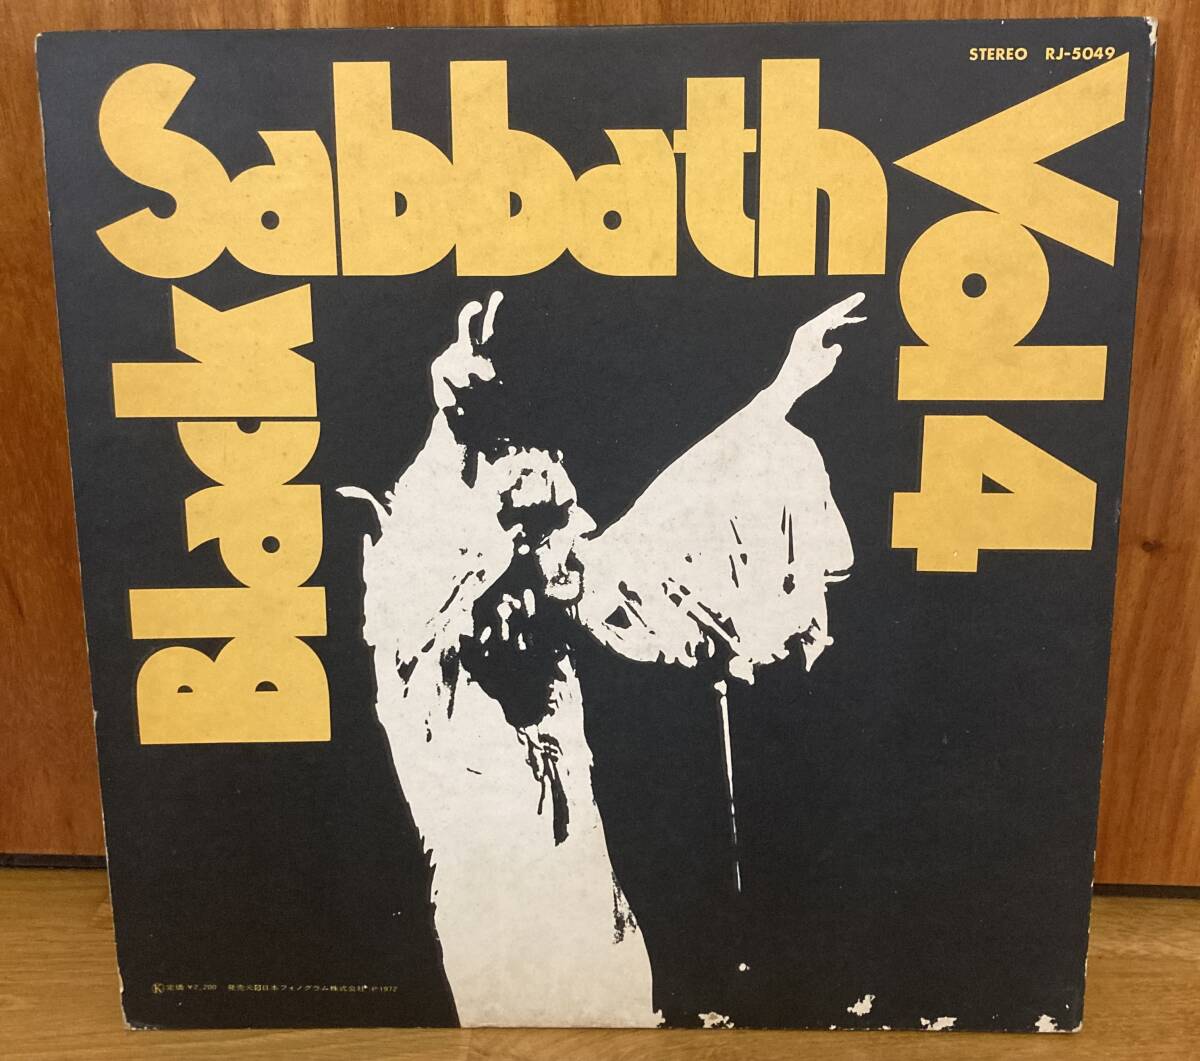 STEREO RJ-5049
Black
Sabbath
Vol 4
Ⓚ定価 ¥2,200 発売元 日本フォノグラム株式会社 P1972